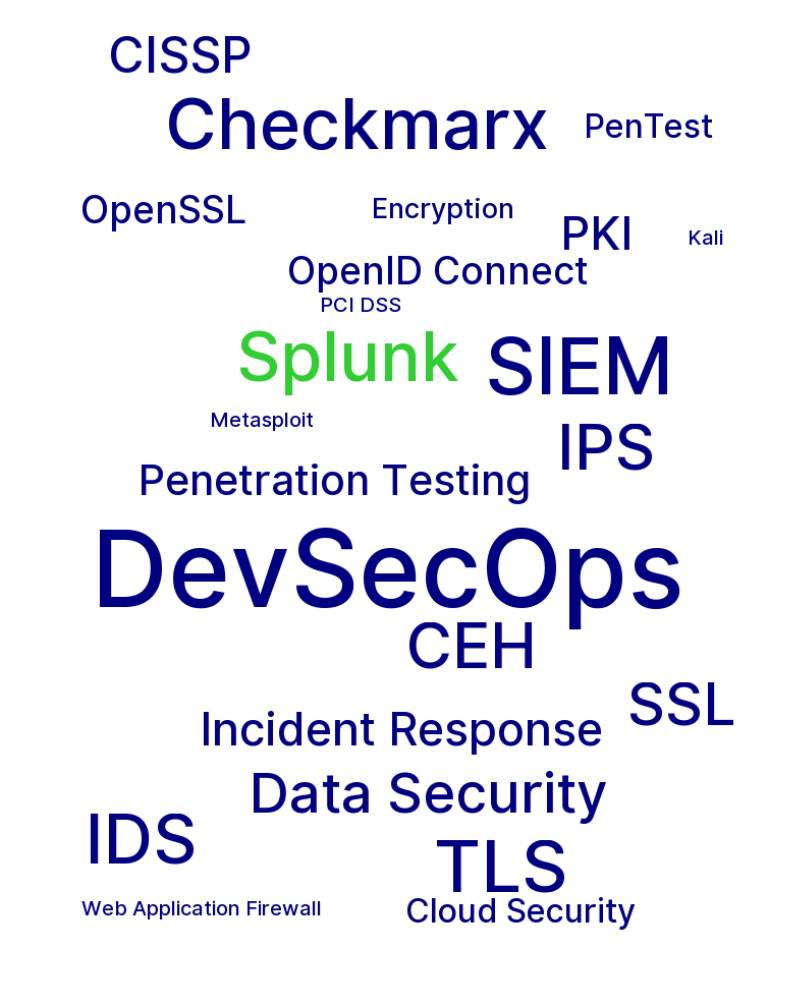 CISSP
Checkmarx
PenTest
OpenSSL
Encryption
PKI
Kali
OpenID Connect
PCI DSS
Splunk
SIEM
Metasploit
IPS
Penetration Testing
DevSecOps
CEH
SSL
Incident Response
Data Security
IDS
TLS
Web Application Firewall
Cloud Security